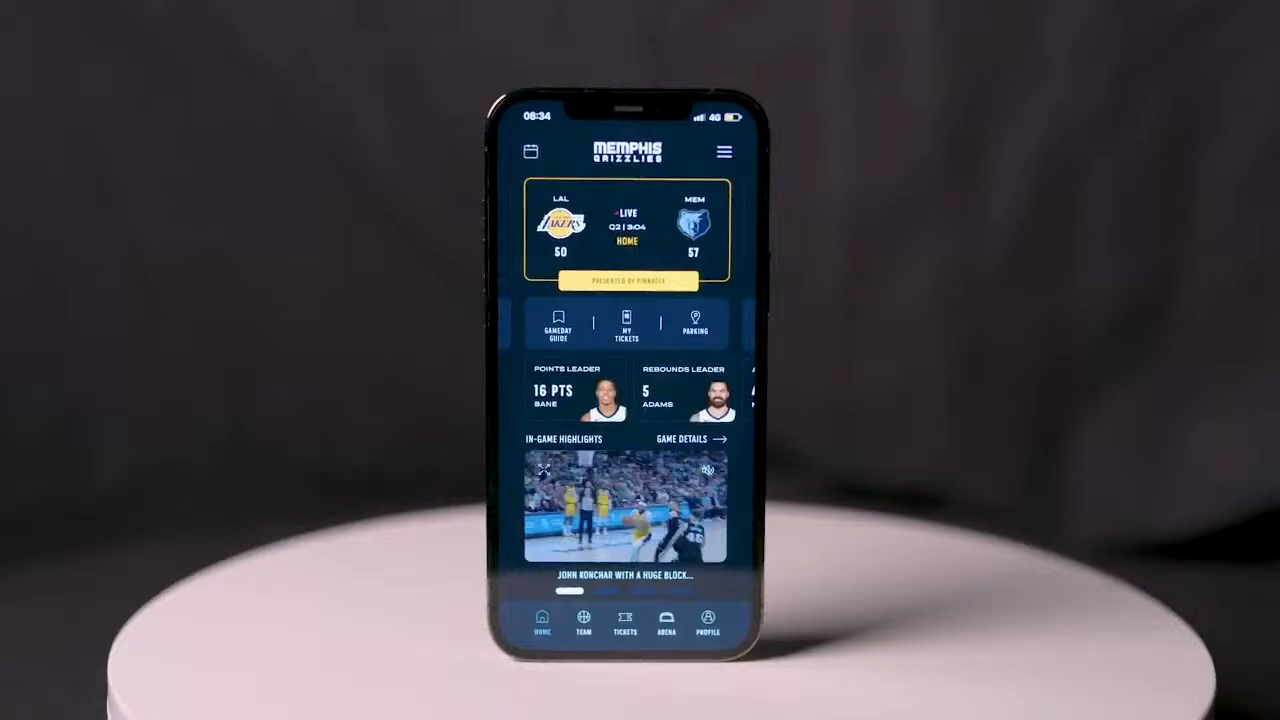 08:34
4G
MEMPHIS
GRIZZLIES
LAL
MEM
LIVE
LAKERS
Q2 | 3:04
HOME
50
57
PRESENTED BY PINNACLE
GAMEDAY
GUIDE
MY
TICKETS
PARKING
POINTS LEADER
REBOUNDS LEADER
16 PTS
5
BANE
ADAMS
IN-GAME HIGHLIGHTS
GAME DETAILS
JOHN KONCHAR WITH A HUGE BLOCK...
HOME
TEAM
TICKETS
ARENA
PROFILE